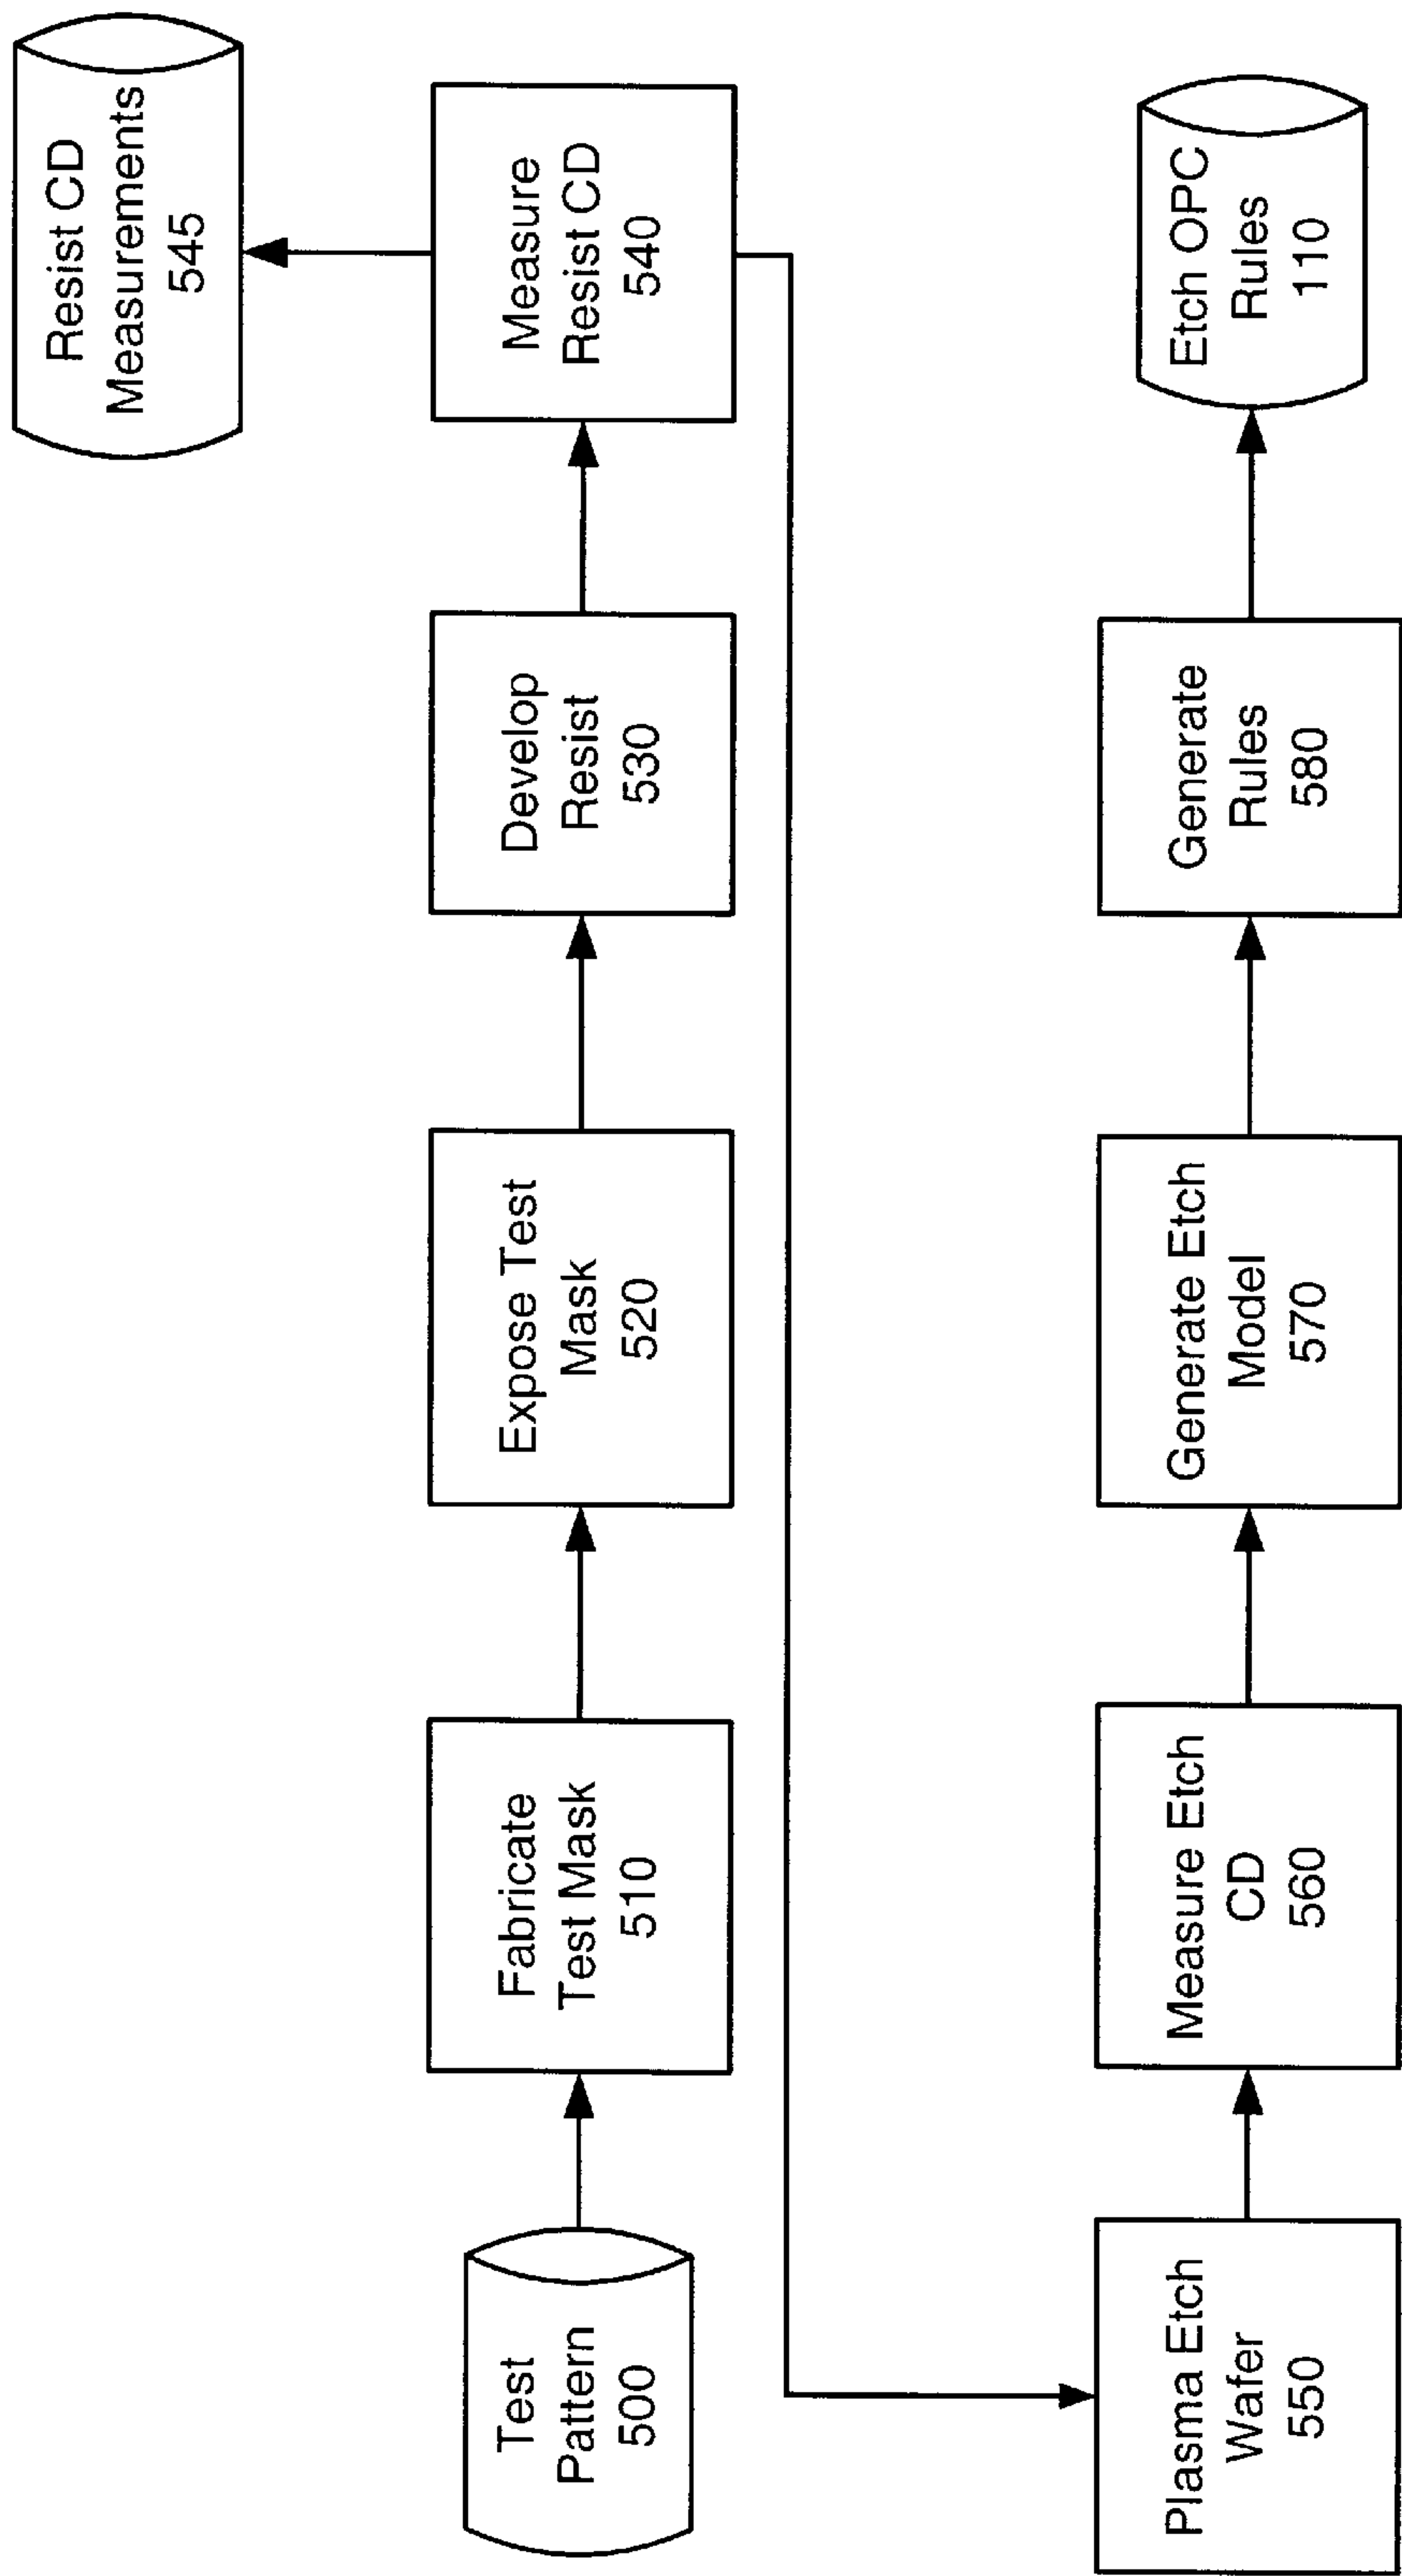 Resist CD
Measurements
545
Test
Pattern
500
Fabricate
Test Mask
510
Expose Test
Mask
520
Develop
Resist
530
Measure
Resist CD
540
Plasma Etch
Wafer
550
Measure Etch
CD
560
Generate Etch
Model
570
Generate
Rules
580
Etch OPC
Rules
110